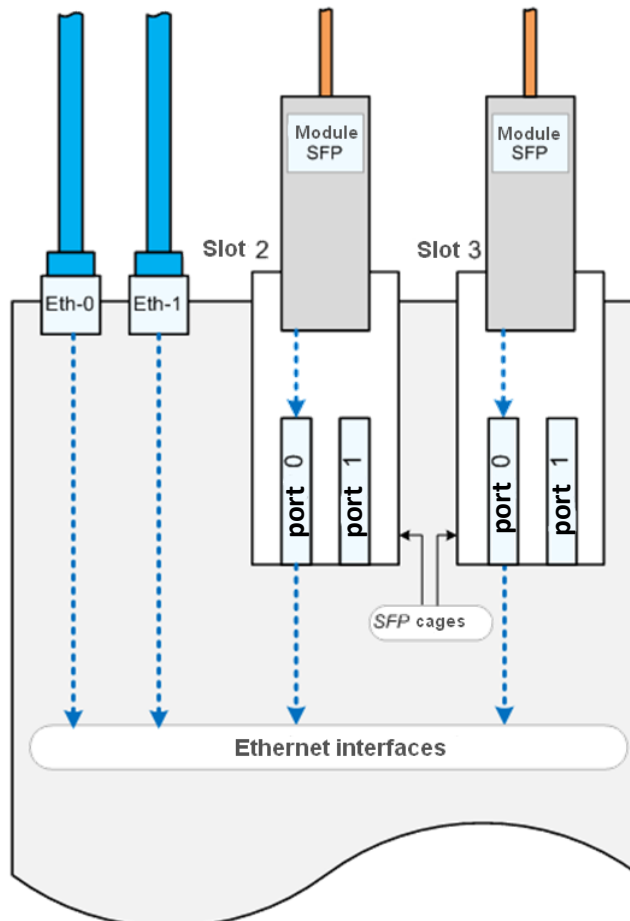 Module
SFP
Module
SFP
Slot 2
Slot 3
Eth-0
Eth-1
port 0
port 1
port 0
port 1
SFP cages
Ethernet interfaces